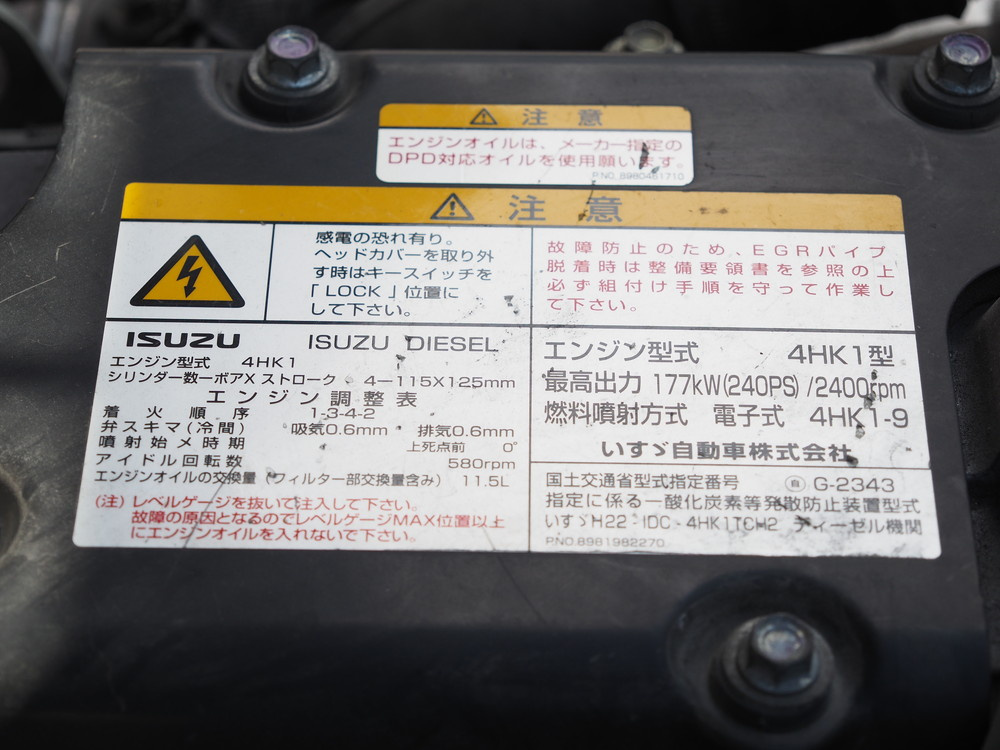 注意
エンジンオイルは、メーカー指定の
DPD対応オイルを使用願います。
P.NO. 8980461710
注意
感電の恐れ有り。
ヘッドカバーを取り外
す時はキースイッチを
「LOCK」位置に
して下さい。
故障防止のため、EGRパイプ
脱着時は整備要領書を参照の上
必ず組付け手順を守って作業し
て下さい。
ISUZU ISUZU DIESEL
エンジン型式 4HK1
シリンダー数ーボアX ストローク 4-115X125mm
エンジン調整表
着火順序 1-3-4-2
弁スキマ(冷間) 吸気0.6mm 排気0.6mm
噴射始メ時期 上死点前 0°
アイドル回転数 580rpm
エンジンオイルの交換量(フィルター部交換量含み) 11.5L
(注)レベルゲージを抜いて注入して下さい。
故障の原因となるのでレベルゲージMAX位置以上
にエンジンオイルを入れないで下さい。
エンジン型式 4HK1型
最高出力 177kW(240PS)/2400rpm
燃料噴射方式 電子式 4HK1-9
いすゞ自動車株式会社
国土交通省型式指定番号 自 G-2343
指定に係る一酸化炭素等発散防止装置型式
いすゞH22・IDC・4HK1TCH2 ディーゼル機関
P.NO.8981982270